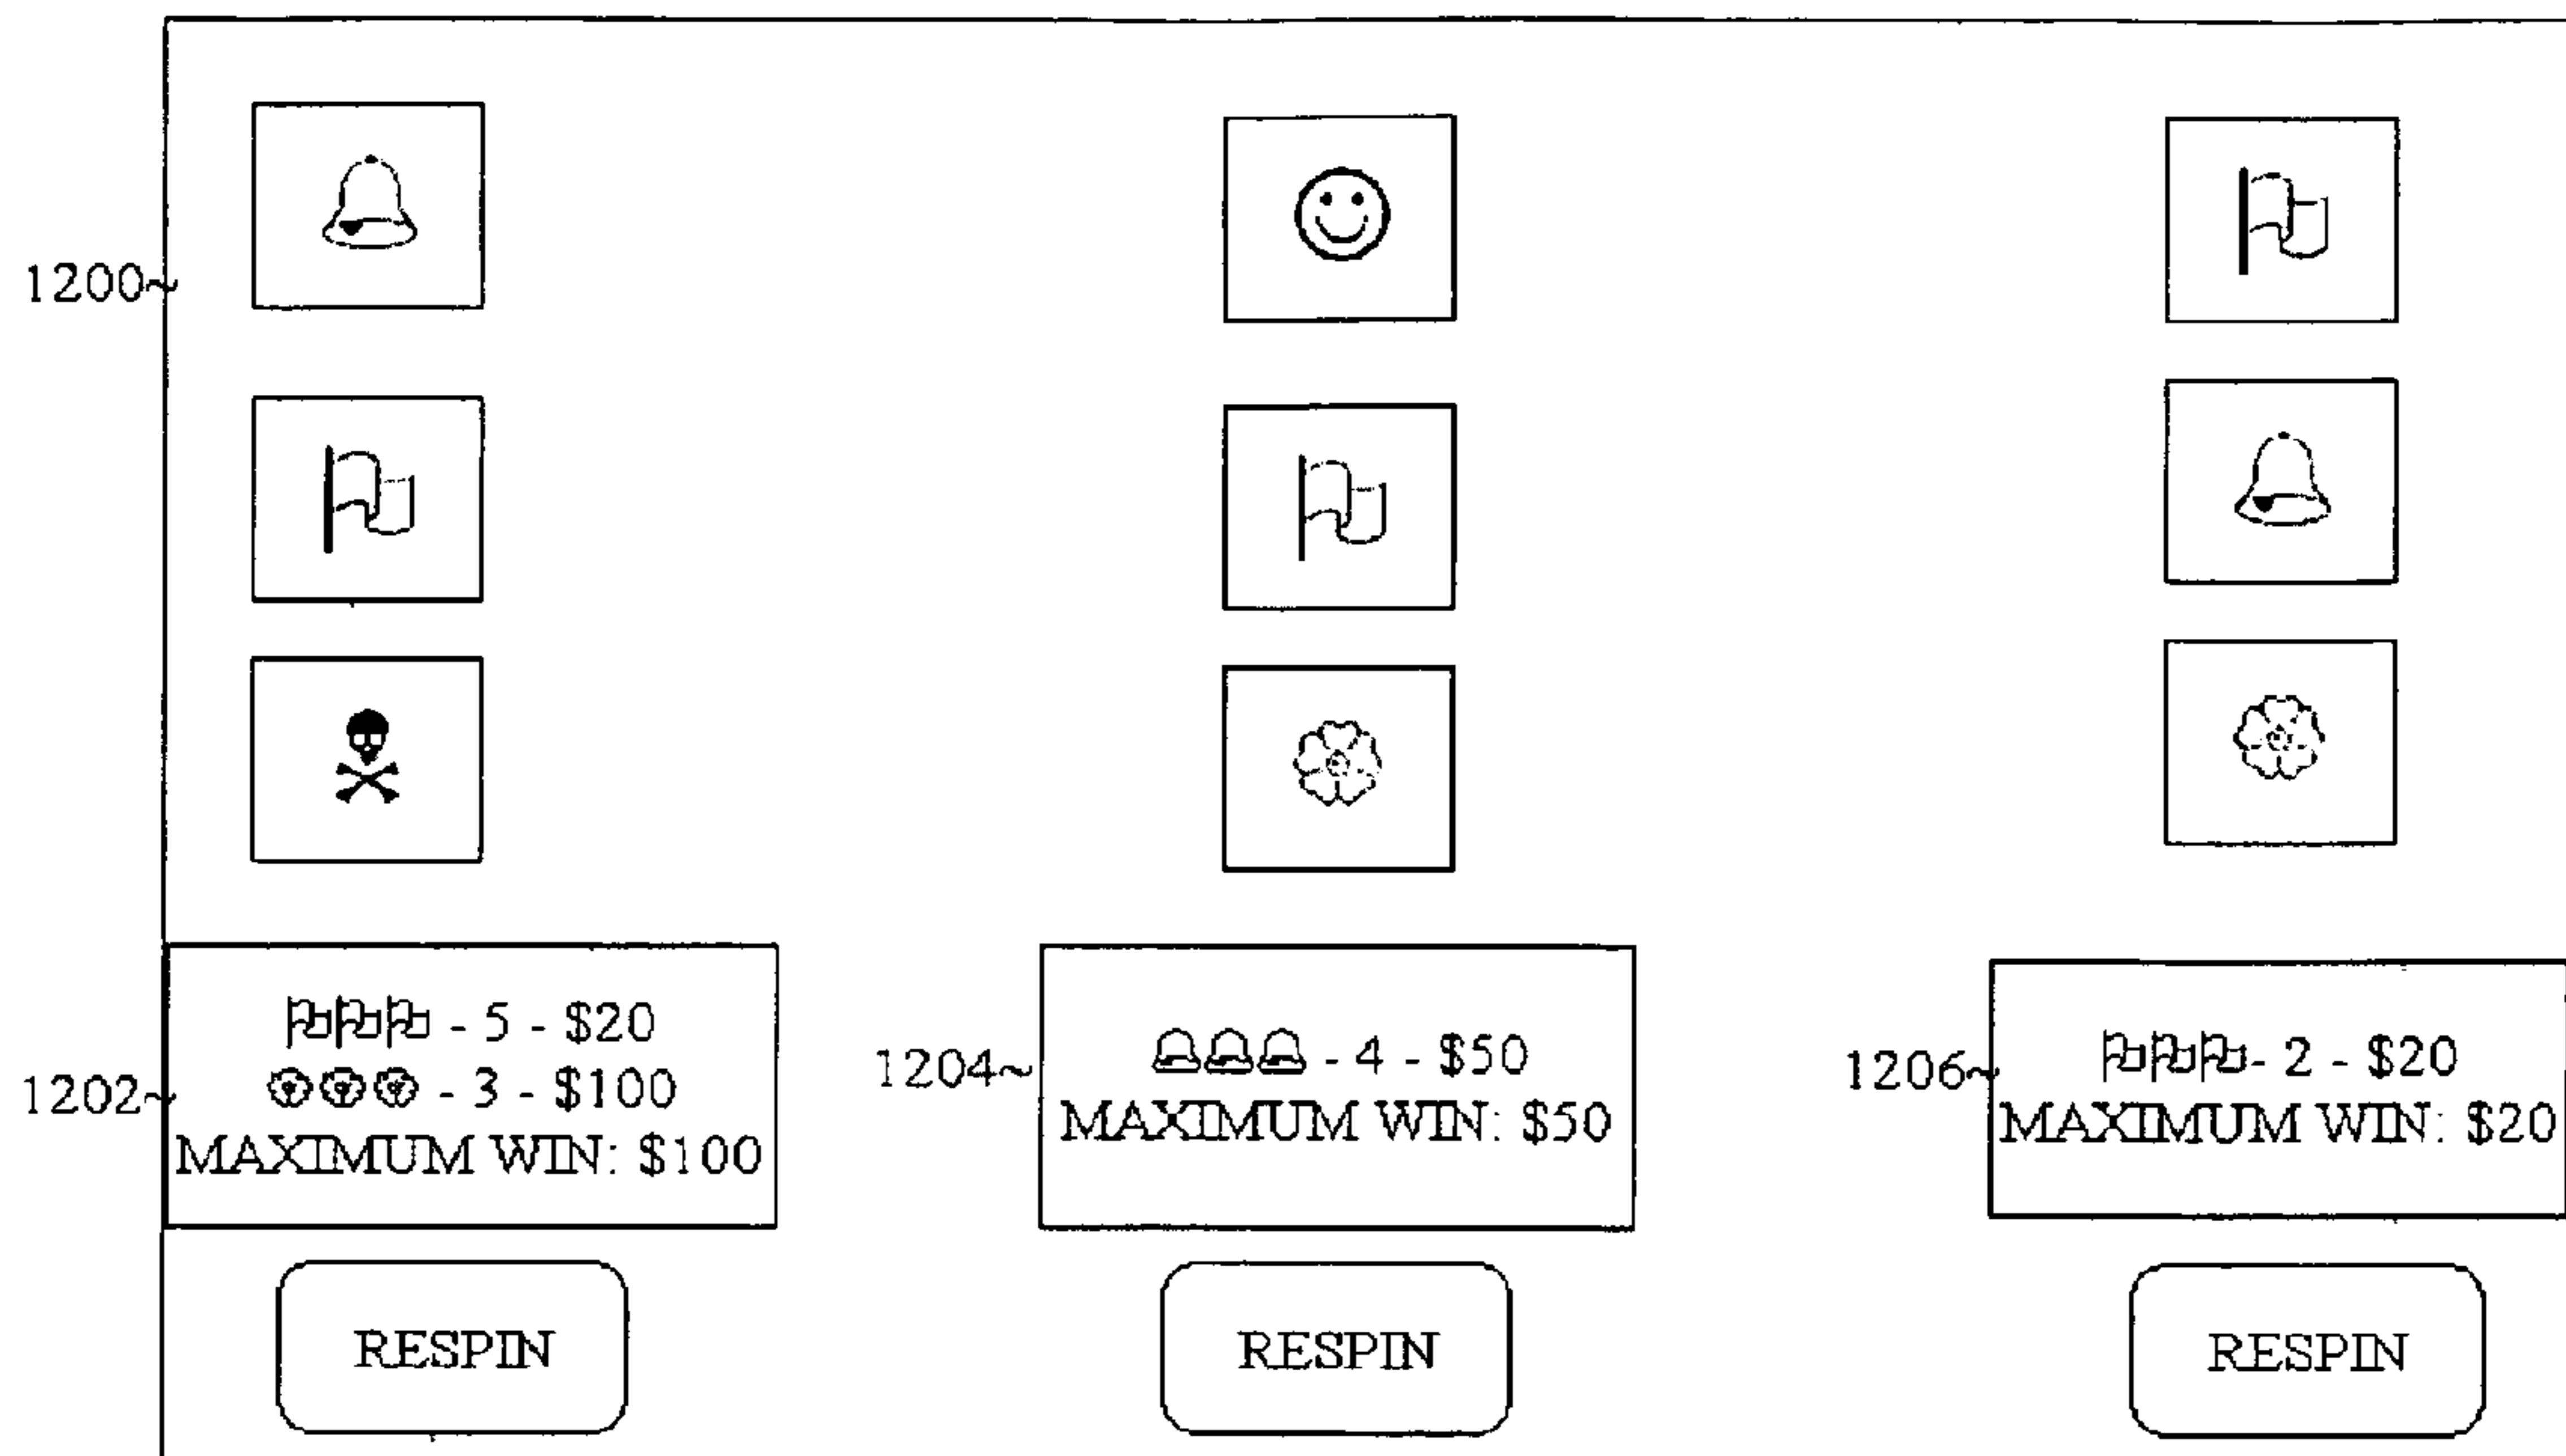 1200~
- 5 - $20
- 3 - $100
MAXIMUM WIN: $100
1202~
- 4 - $50
MAXIMUM WIN: $50
1204~
- 2 - $20
MAXIMUM WIN: $20
1206~
RESPIN
RESPIN
RESPIN